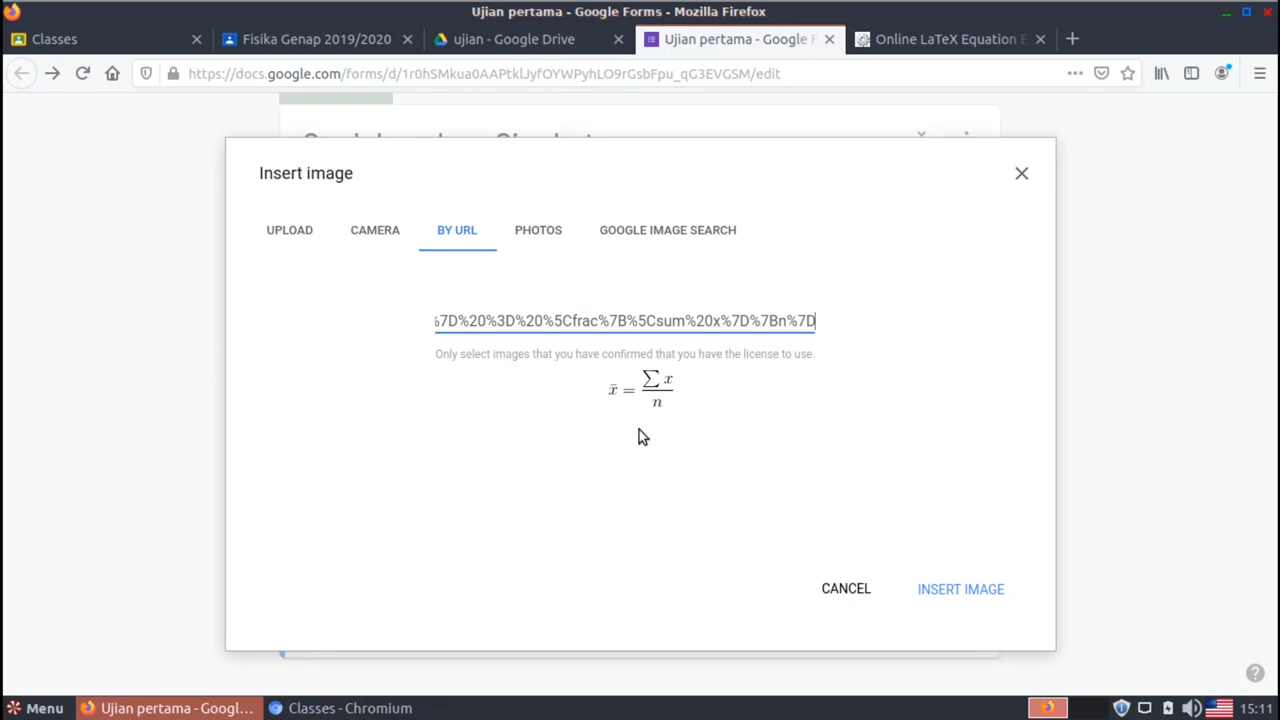 Ujian pertama - Google Forms - Mozilla Firefox
Classes
Fisika Genap 2019/2020
ujian - Google Drive
Ujian pertama - Google F
Online LaTeX Equation E
https://docs.google.com/forms/d/1r0hSMkua0AAPtklJyfOYWPyhLO9rGsbFpu_qG3EVGSM/edit
Insert image
UPLOAD
CAMERA
BY URL
PHOTOS
GOOGLE IMAGE SEARCH
%7D%20%3D%20%5Cfrac%7B%5Csum%20x%7D%7Bn%7D
Only select images that you have confirmed that you have the license to use.
x̄ = ∑ x / n
CANCEL
INSERT IMAGE
Menu
Ujian pertama - Googl...
Classes - Chromium
15:11